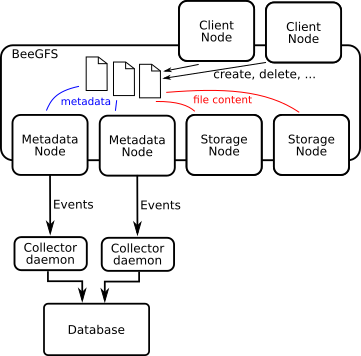 Client
Node
Client
Node
BeeGFS
create, delete, ...
metadata
file content
Metadata
Node
Metadata
Node
Storage
Node
Storage
Node
Events
Events
Collector
daemon
Collector
daemon
Database